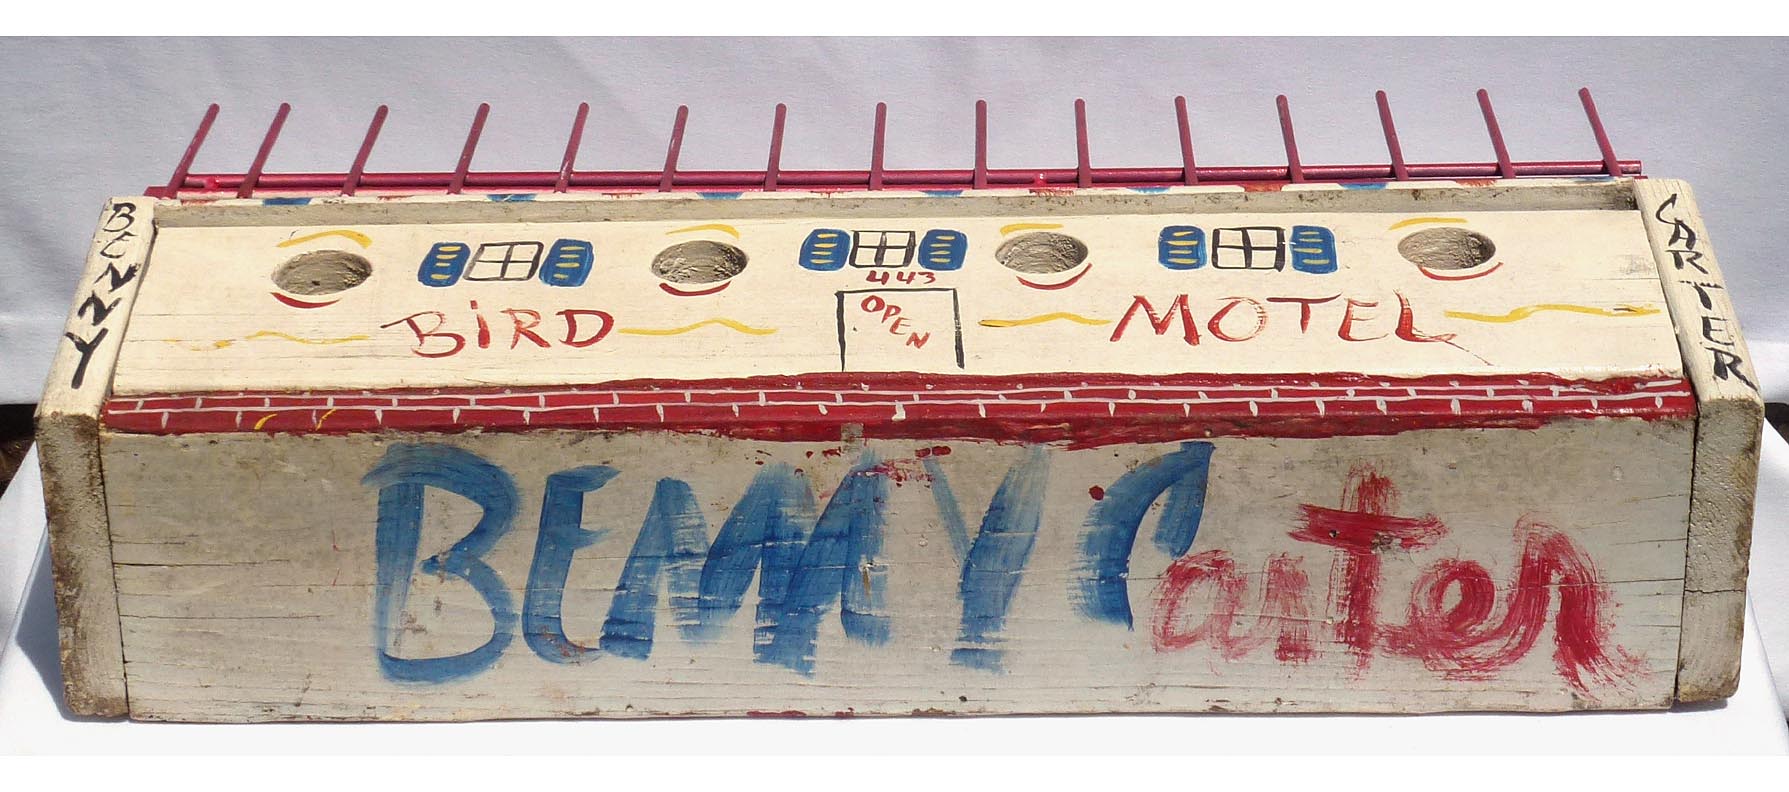 BENNY
CARTER
443
OPEN
BiRD MOTEL
BENNY Carter